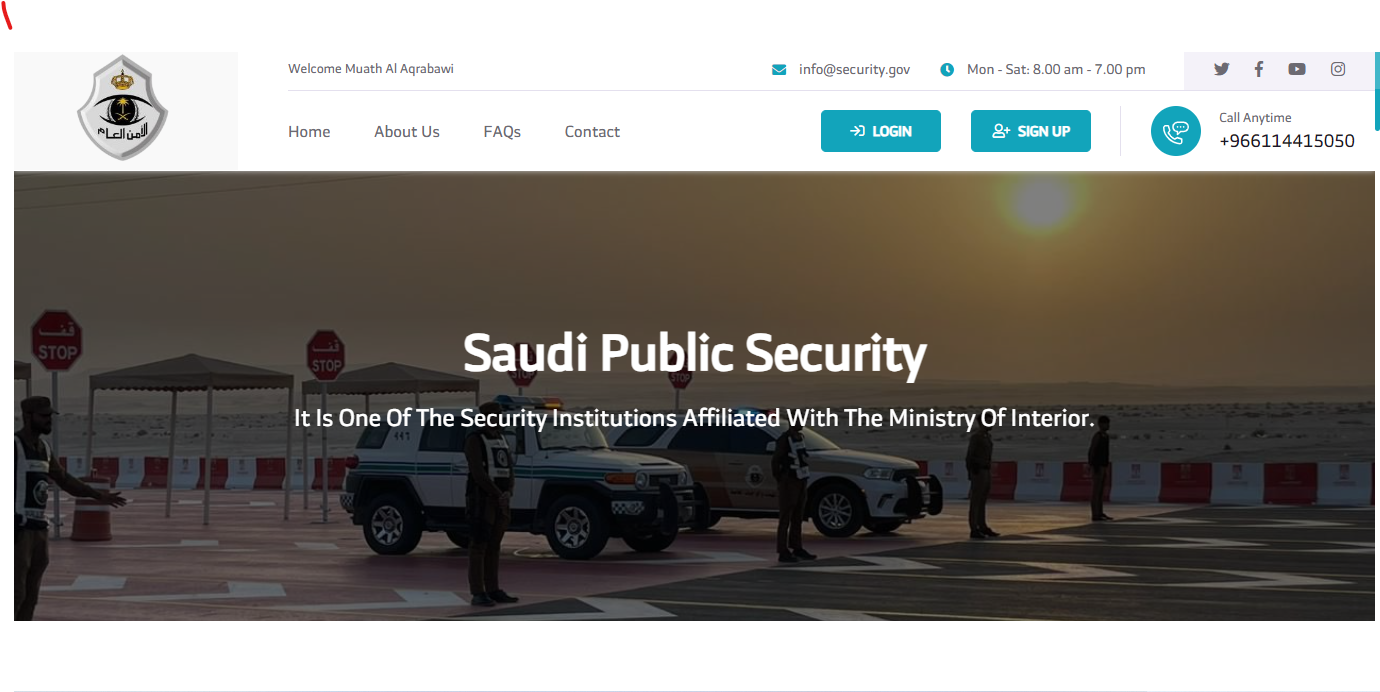 Welcome Muath Al Aqrabawi
info@security.gov
Mon - Sat: 8.00 am - 7.00 pm
الأمن العام
Home
About Us
FAQs
Contact
LOGIN
SIGN UP
Call Anytime
+966114415050
قف
STOP
قف
STOP
STOP
STOP
Saudi Public Security
It Is One Of The Security Institutions Affiliated With The Ministry Of Interior.